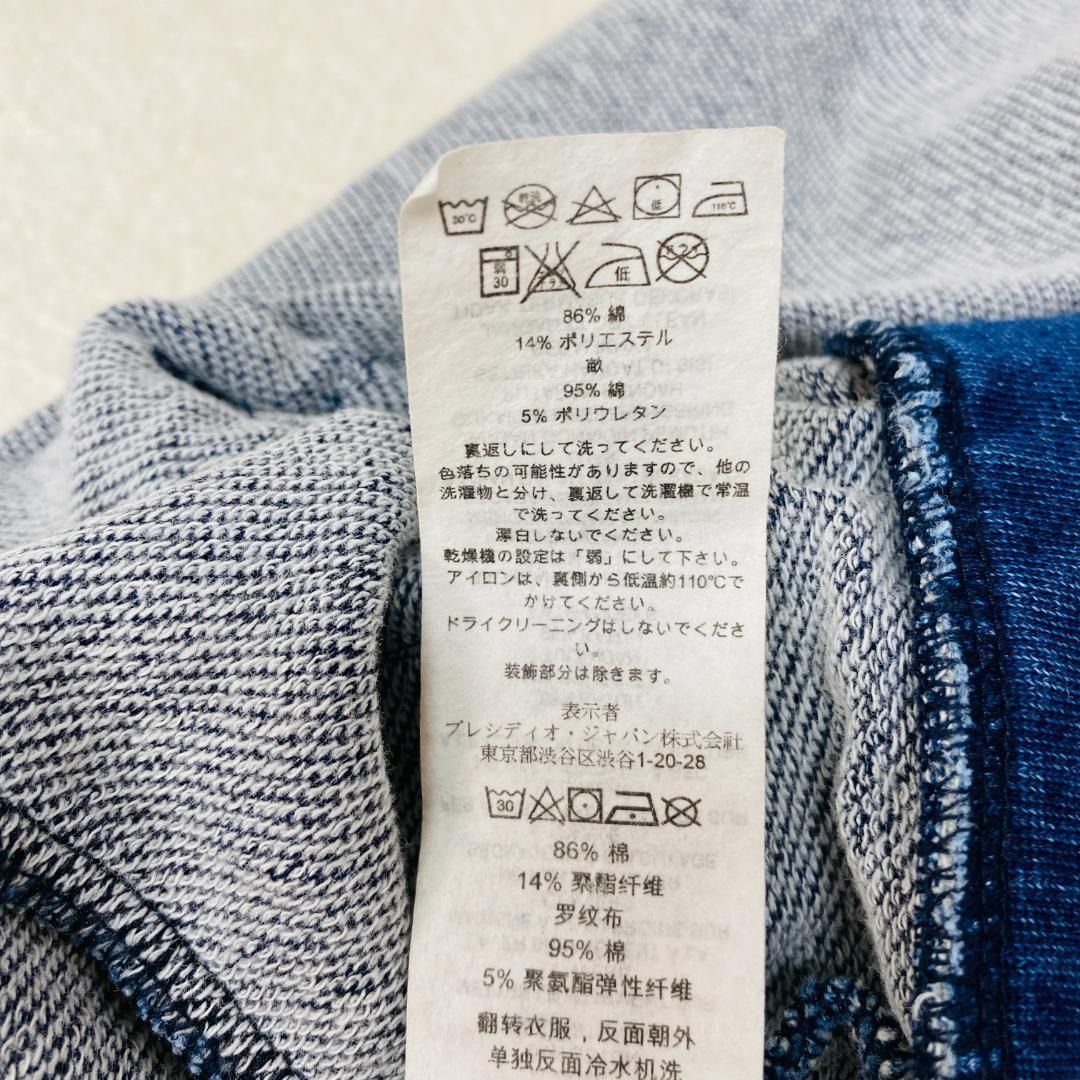 30℃
低
110℃
弱
30
低
86% 綿
14% ポリエステル
畝
95% 綿
5% ポリウレタン
裏返しにして洗ってください。
色落ちの可能性がありますので、他の
洗濯物と分け、裏返して洗濯機で常温
で洗ってください。
漂白しないでください。
乾燥機の設定は「弱」にして下さい。
アイロンは、裏側から低温約110℃で
かけてください。
ドライクリーニングはしないでくださ
い。
装飾部分は除きます。
表示者
プレシディオ・ジャパン株式会社
東京都渋谷区渋谷1-20-28
30
86% 棉
14% 聚酯纤维
罗纹布
95% 棉
5% 聚氨酯弹性纤维
翻转衣服，反面朝外
单独反面冷水机洗